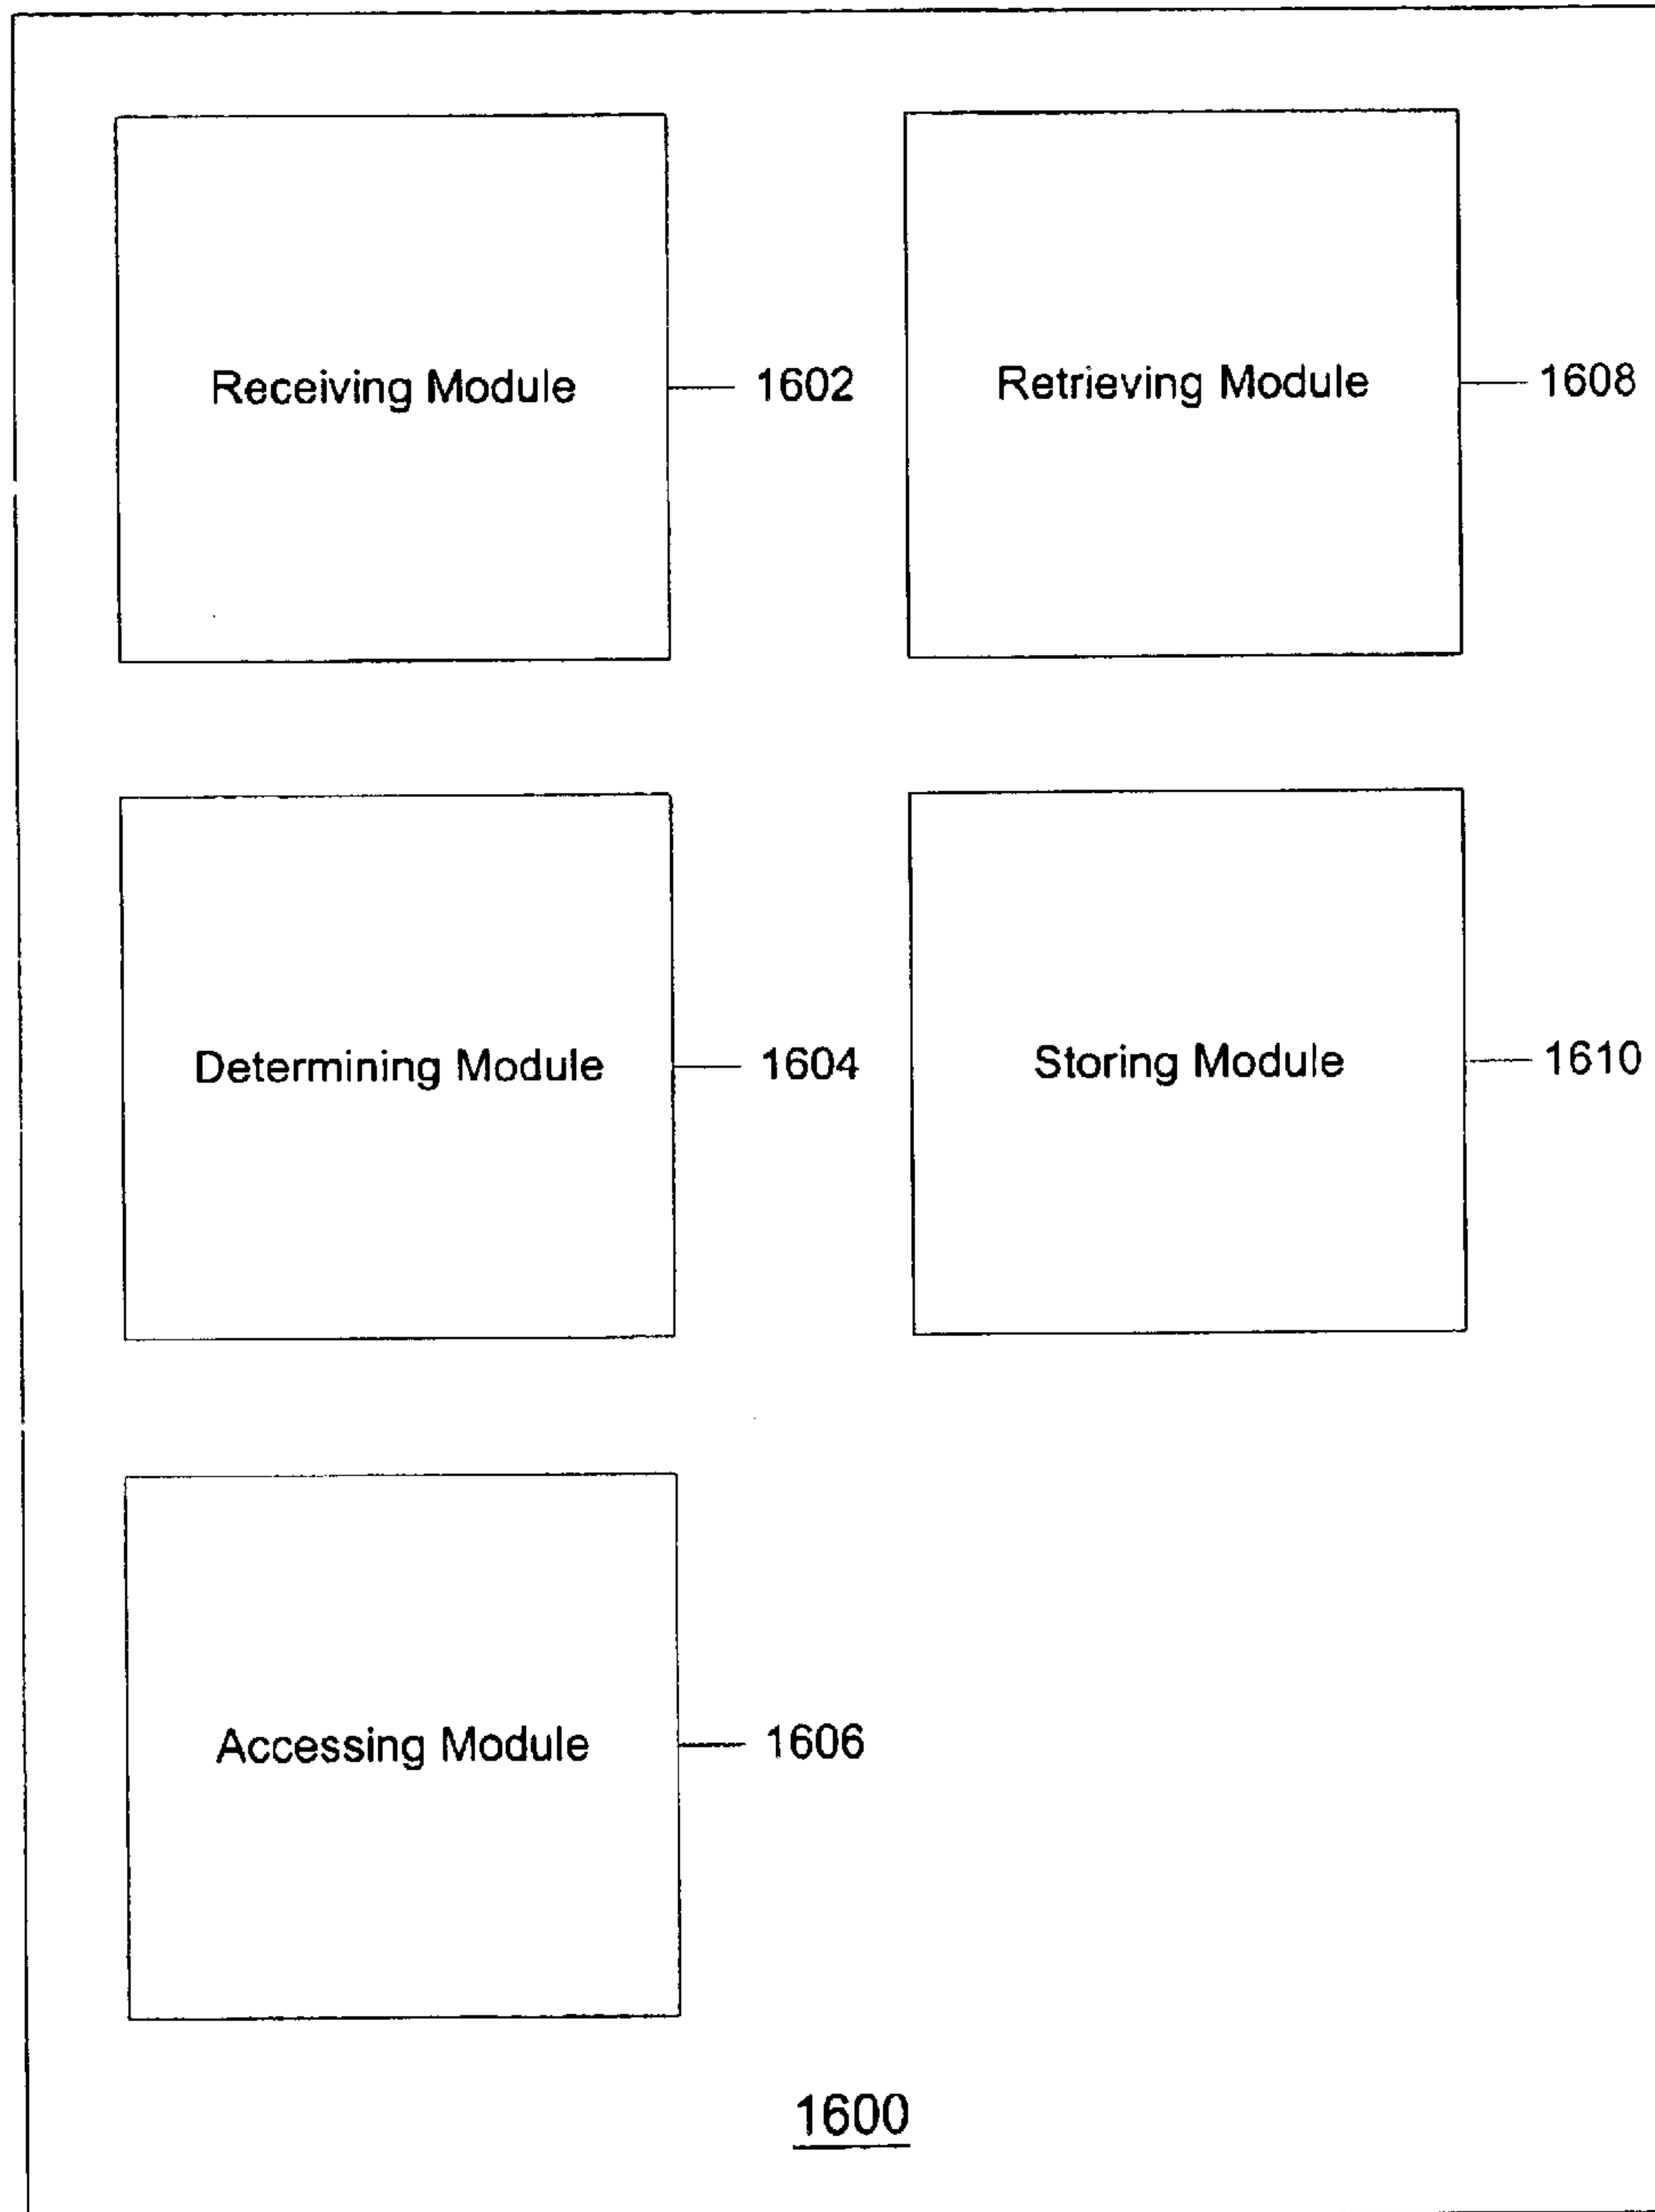 Receiving Module 1602
Retrieving Module 1608
Determining Module 1604
Storing Module 1610
Accessing Module 1606
1600